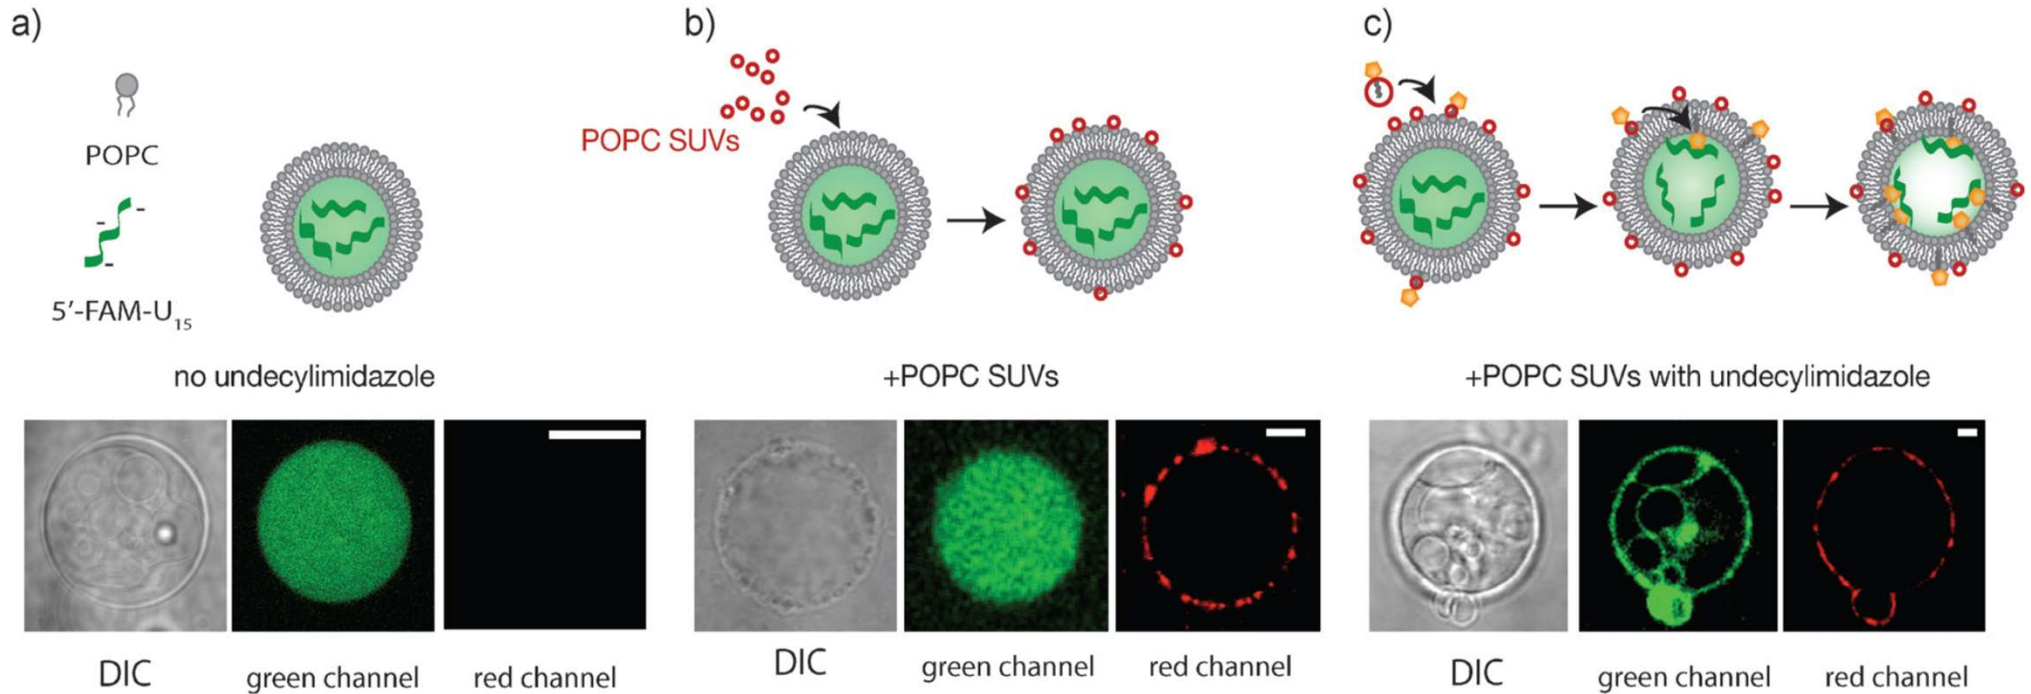 a)
POPC
5′-FAM-U15
no undecylimidazole
DIC
green channel
red channel
b)
POPC SUVs
+POPC SUVs
DIC
green channel
red channel
c)
+POPC SUVs with undecylimidazole
DIC
green channel
red channel